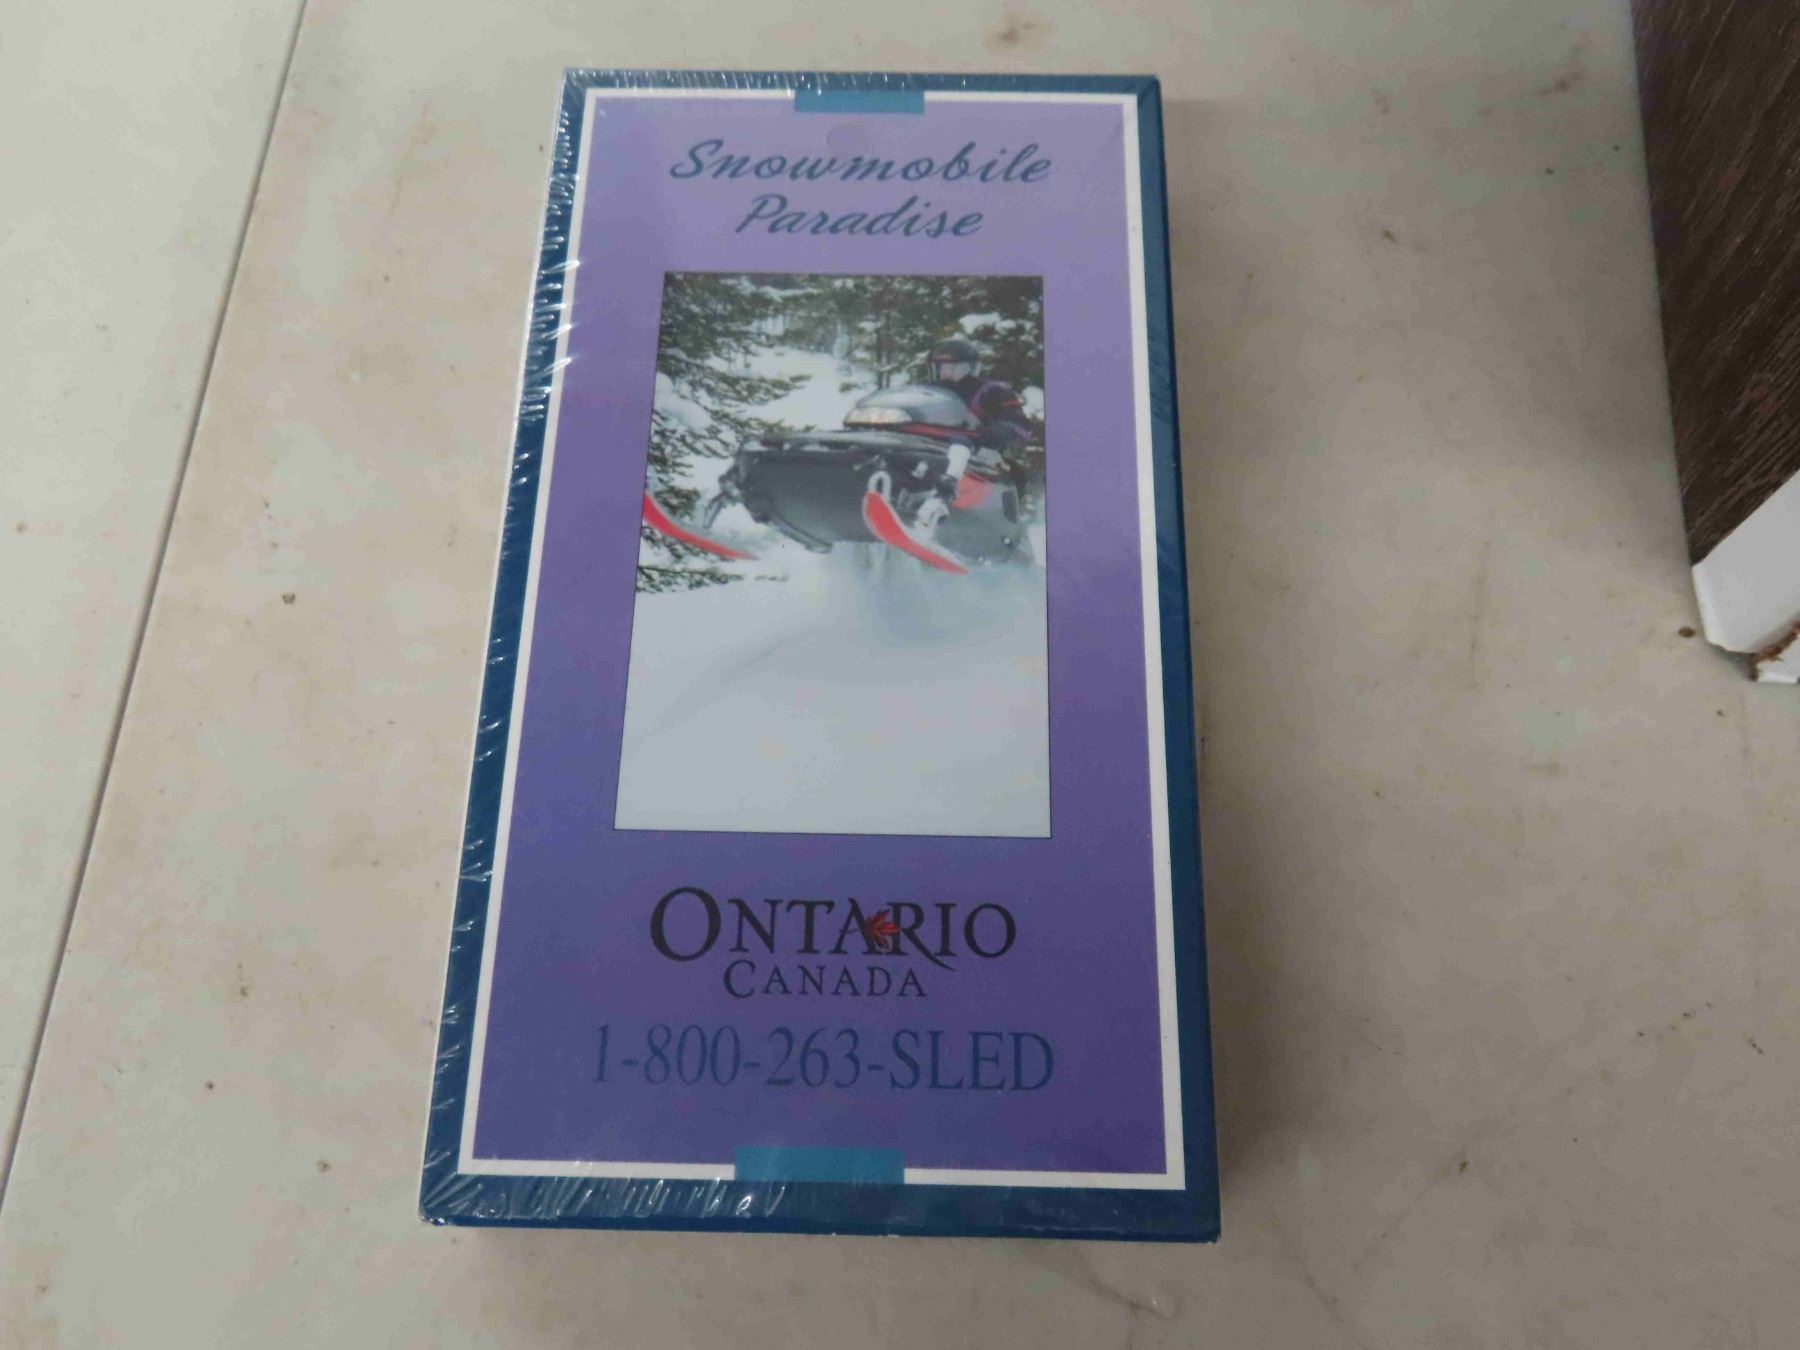 Snowmobile
Paradise
ONTARIO
CANADA
1-800-263-SLED